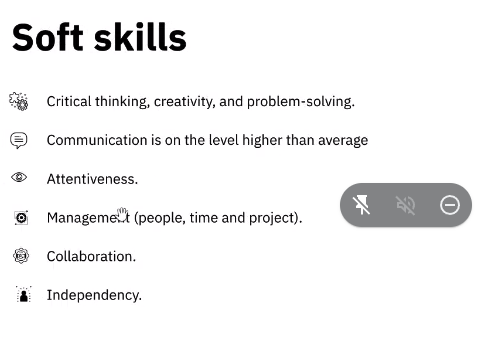 Soft skills
Critical thinking, creativity, and problem-solving.
Communication is on the level higher than average
Attentiveness.
Management (people, time and project).
Collaboration.
Independency.